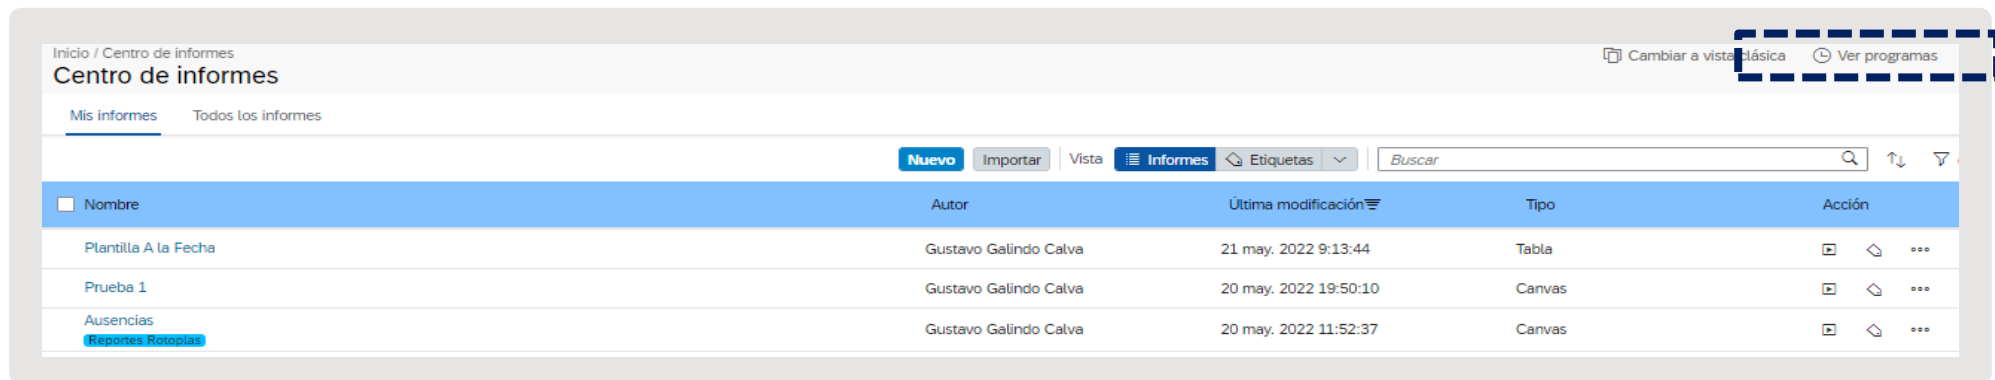 Inicio / Centro de informes
Cambiar a vista clásica Ver programas
Centro de informes
Mis informes Todos los informes
Nuevo Importar Vista Informes Etiquetas Buscar
Nombre Autor Última modificación Tipo Acción
Plantilla A la Fecha Gustavo Galindo Calva 21 may. 2022 9:13:44 Tabla
Prueba 1 Gustavo Galindo Calva 20 may. 2022 19:50:10 Canvas
Ausencias Gustavo Galindo Calva 20 may. 2022 11:52:37 Canvas
Reportes Rotoplas